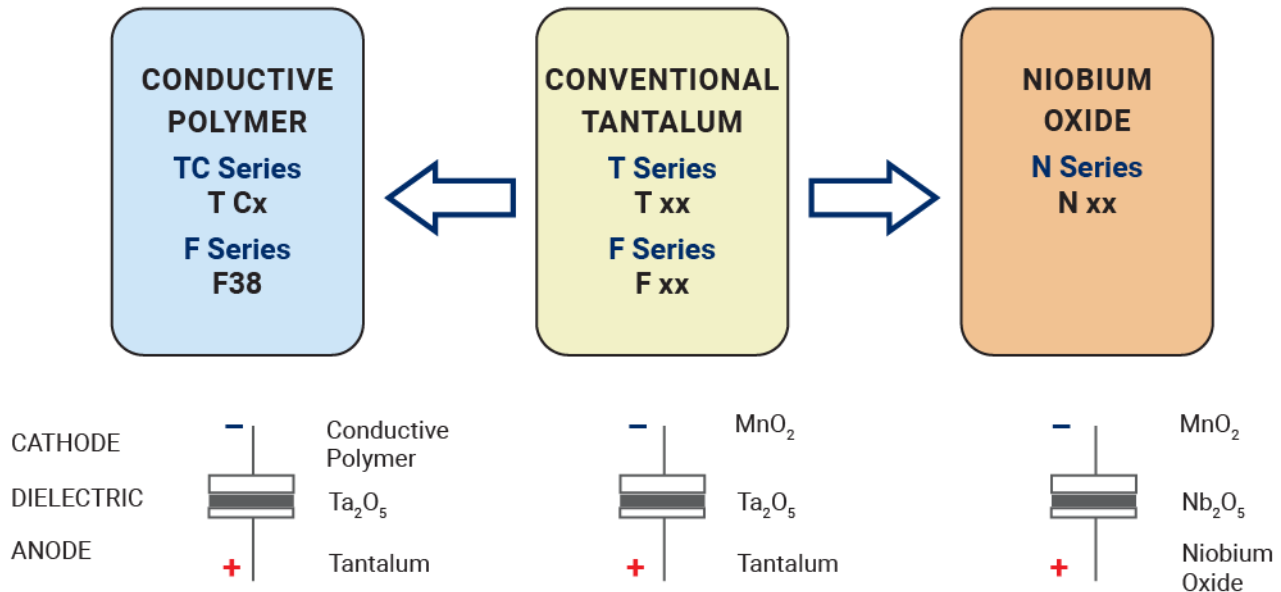 CONDUCTIVE
POLYMER
TC Series
T Cx
F Series
F38
CONVENTIONAL
TANTALUM
T Series
T xx
F Series
F xx
NIOBIUM
OXIDE
N Series
N xx
CATHODE
DIELECTRIC
ANODE
−
Conductive
Polymer
Ta₂O₅
+
Tantalum
−
MnO₂
Ta₂O₅
+
Tantalum
−
MnO₂
Nb₂O₅
+
Niobium
Oxide